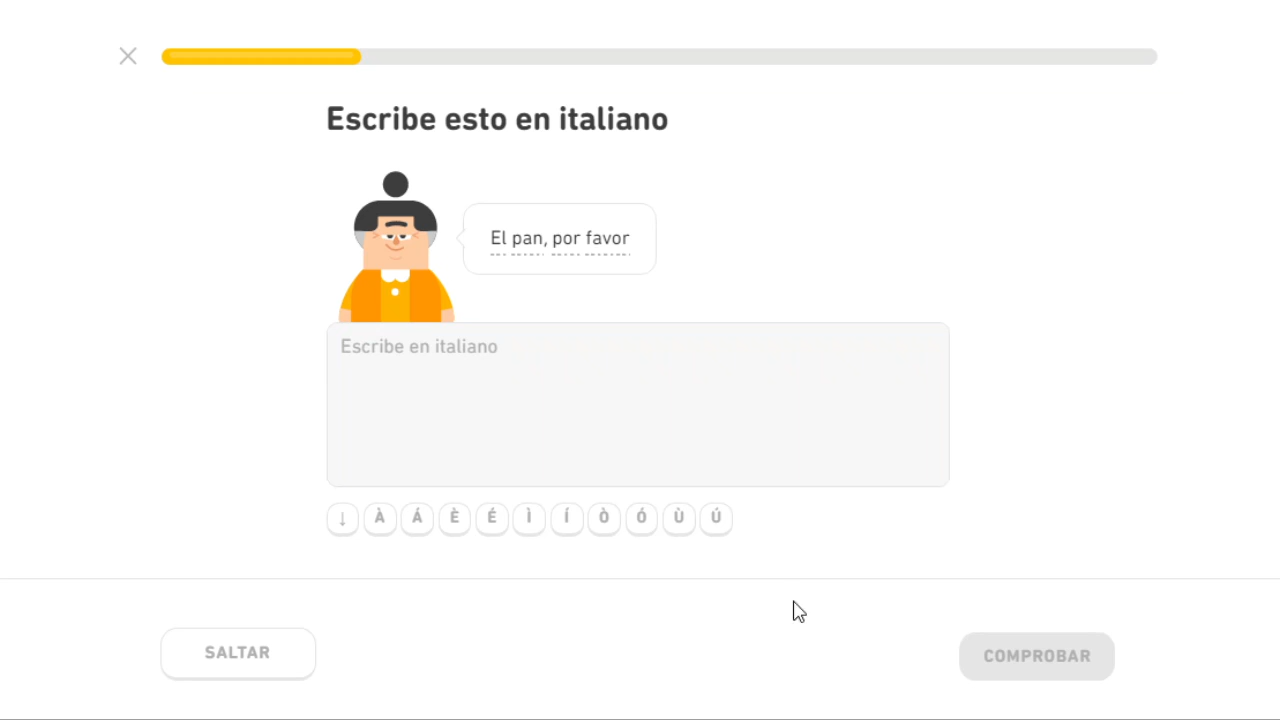 Escribe esto en italiano
El pan, por favor
Escribe en italiano
↓ À Á È É Ì Í Ò Ó Ù Ú
SALTAR
COMPROBAR